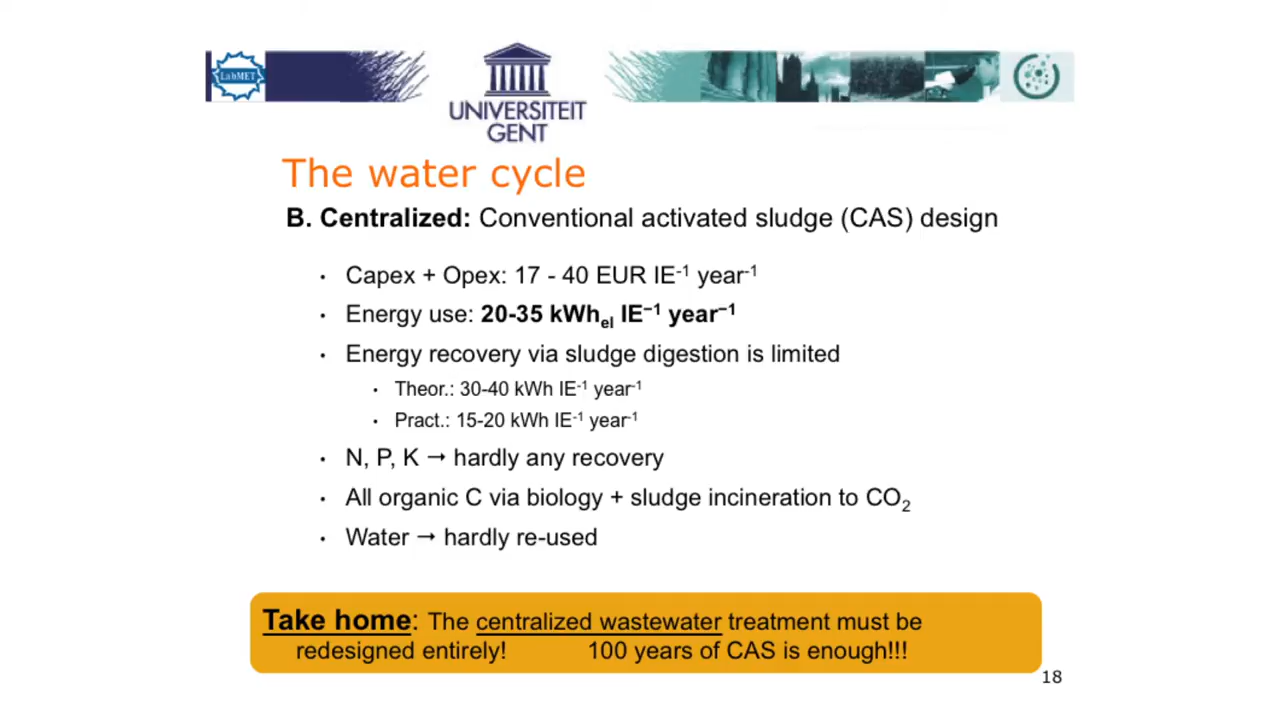 LabMET
UNIVERSITEIT
GENT
The water cycle
B. Centralized: Conventional activated sludge (CAS) design
• Capex + Opex: 17 - 40 EUR IE⁻¹ year⁻¹
• Energy use: 20-35 kWhₑₗ IE⁻¹ year⁻¹
• Energy recovery via sludge digestion is limited
• Theor.: 30-40 kWh IE⁻¹ year⁻¹
• Pract.: 15-20 kWh IE⁻¹ year⁻¹
• N, P, K → hardly any recovery
• All organic C via biology + sludge incineration to CO₂
• Water → hardly re-used
Take home: The centralized wastewater treatment must be
redesigned entirely! 100 years of CAS is enough!!!
18